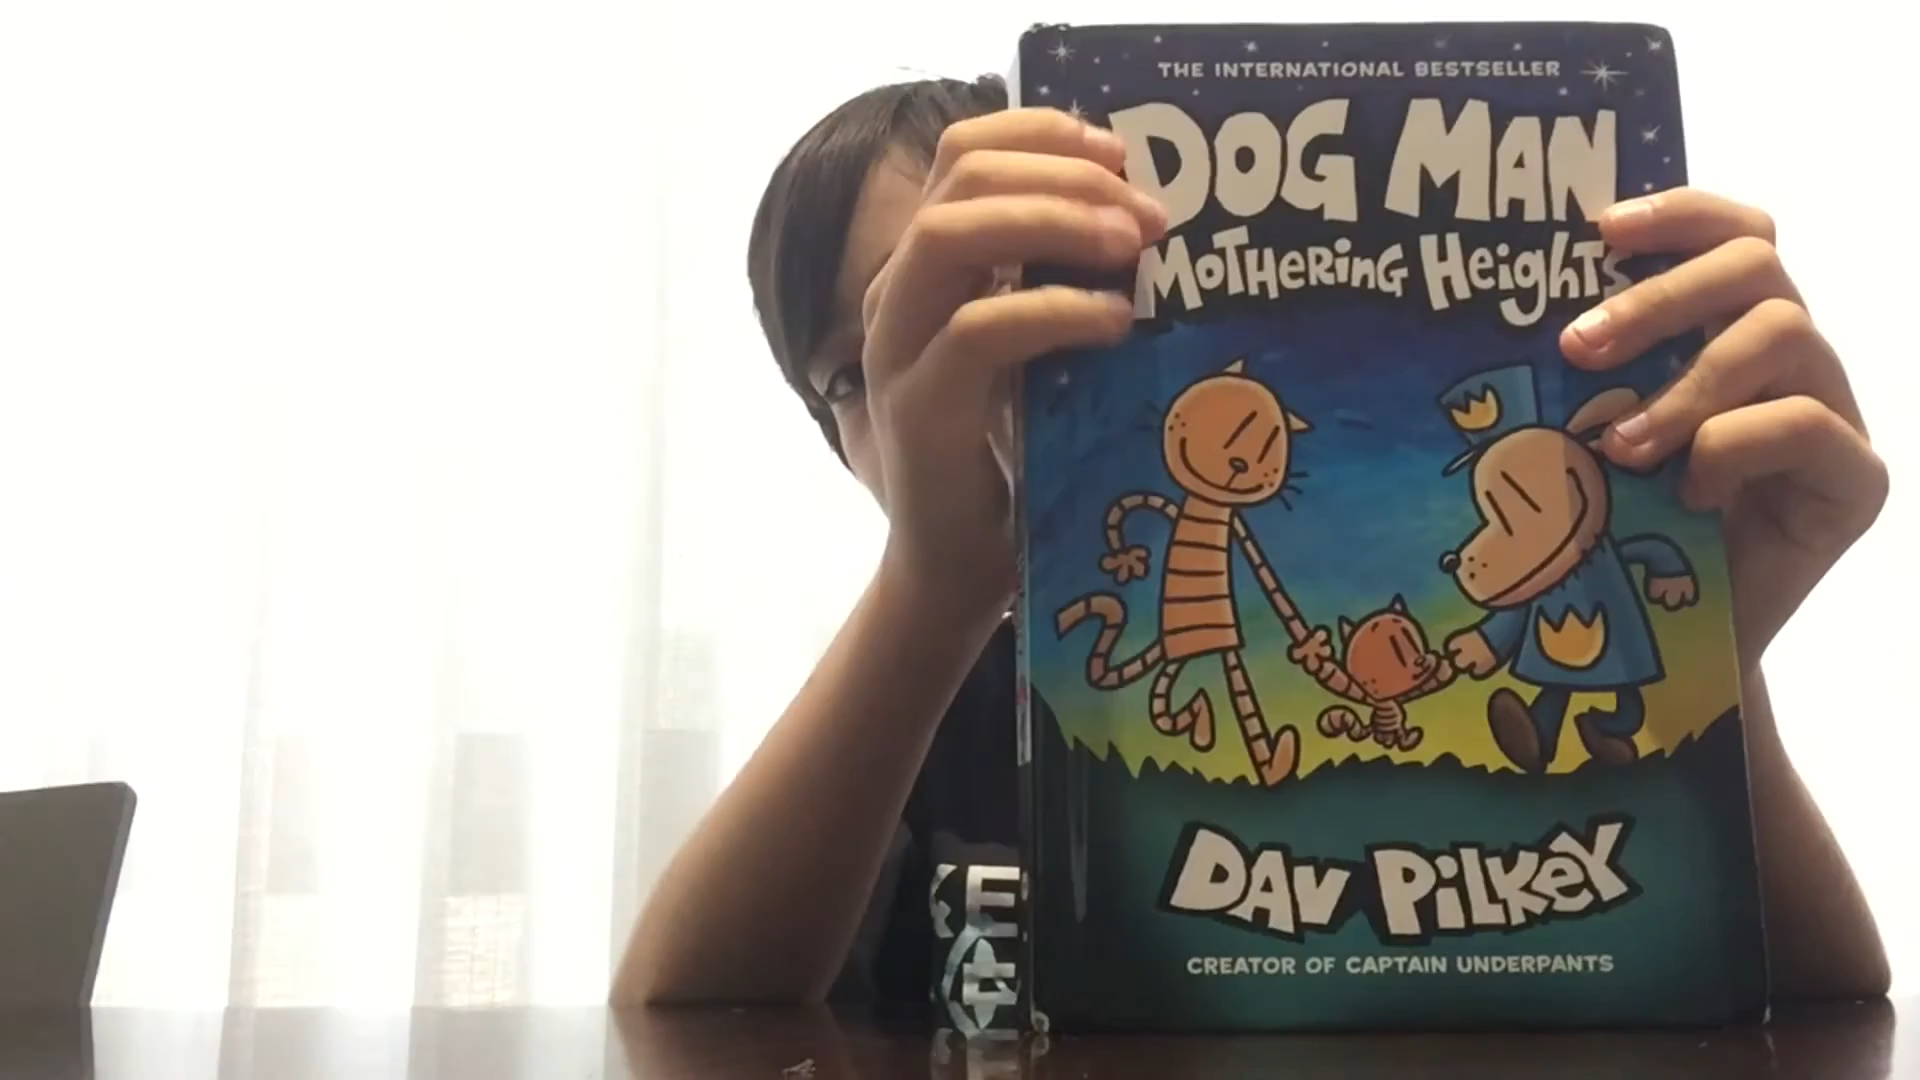 THE INTERNATIONAL BESTSELLER
DOG MAN
MOTHERING HEIGHTS
DAV PILKEY
CREATOR OF CAPTAIN UNDERPANTS